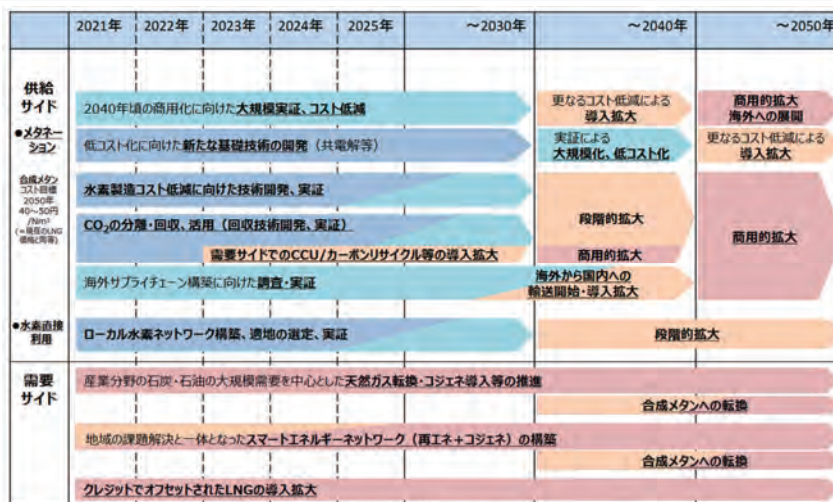 2021年 2022年 2023年 2024年 2025年 ～2030年 ～2040年 ～2050年
供給
サイド
2040年頃の商用化に向けた大規模実証、コスト低減
更なるコスト低減による
導入拡大
商用的拡大
海外への展開
●メタネー
ション
低コスト化に向けた新たな基礎技術の開発（共電解等）
実証による
大規模化、低コスト化
更なるコスト低減による
導入拡大
合成メタン
コスト目標
2050年
40～50円
/Nm³
(＝現在のLNG
価格と同等)
水素製造コスト低減に向けた技術開発、実証
CO₂の分離・回収、活用（回収技術開発、実証）
段階的拡大
商用的拡大
需要サイドでのCCU/カーボンリサイクル等の導入拡大
商用的拡大
海外サプライチェーン構築に向けた調査・実証
海外から国内への
輸送開始・導入拡大
●水素直接
利用
ローカル水素ネットワーク構築、適地の選定、実証
段階的拡大
需要
サイド
産業分野の石炭・石油の大規模需要を中心とした天然ガス転換・コジェネ導入等の推進
合成メタンへの転換
地域の課題解決と一体となったスマートエネルギーネットワーク（再エネ＋コジェネ）の構築
合成メタンへの転換
クレジットでオフセットされたLNGの導入拡大